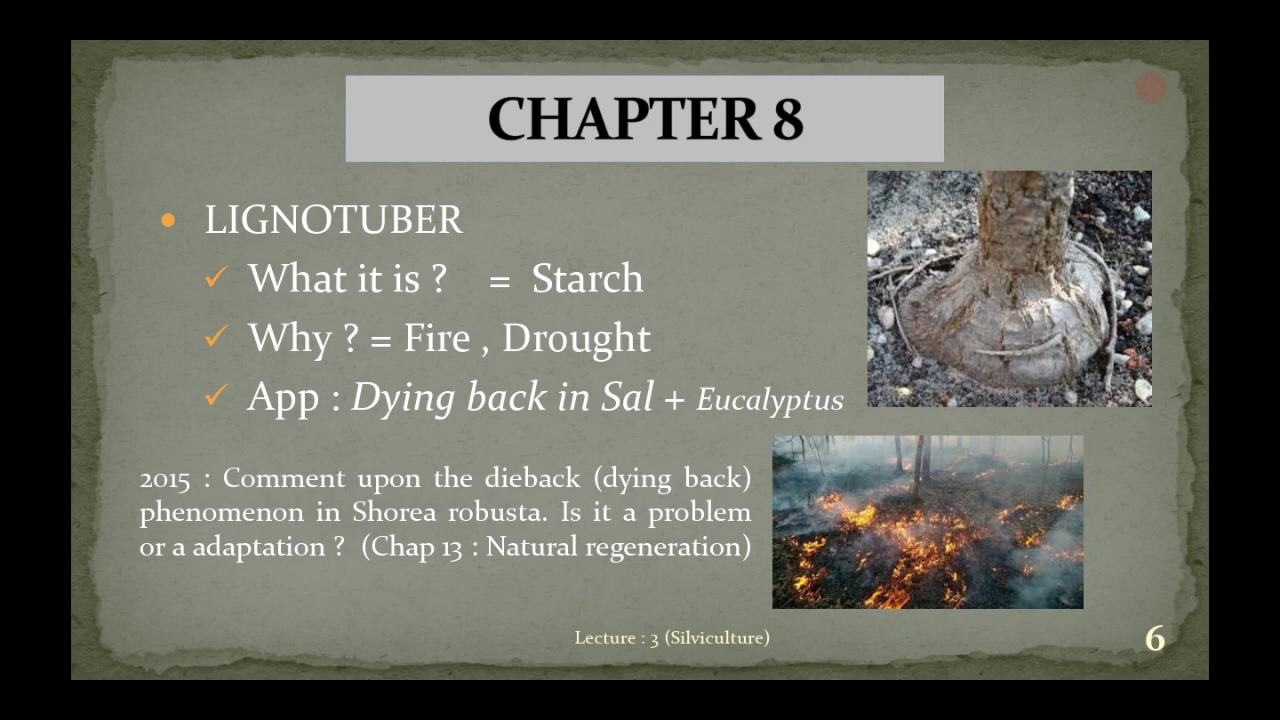 CHAPTER 8
• LIGNOTUBER
✓ What it is ? = Starch
✓ Why ? = Fire , Drought
✓ App : Dying back in Sal + Eucalyptus
2015 : Comment upon the dieback (dying back)
phenomenon in Shorea robusta. Is it a problem
or a adaptation ? (Chap 13 : Natural regeneration)
Lecture : 3 (Silviculture)
6